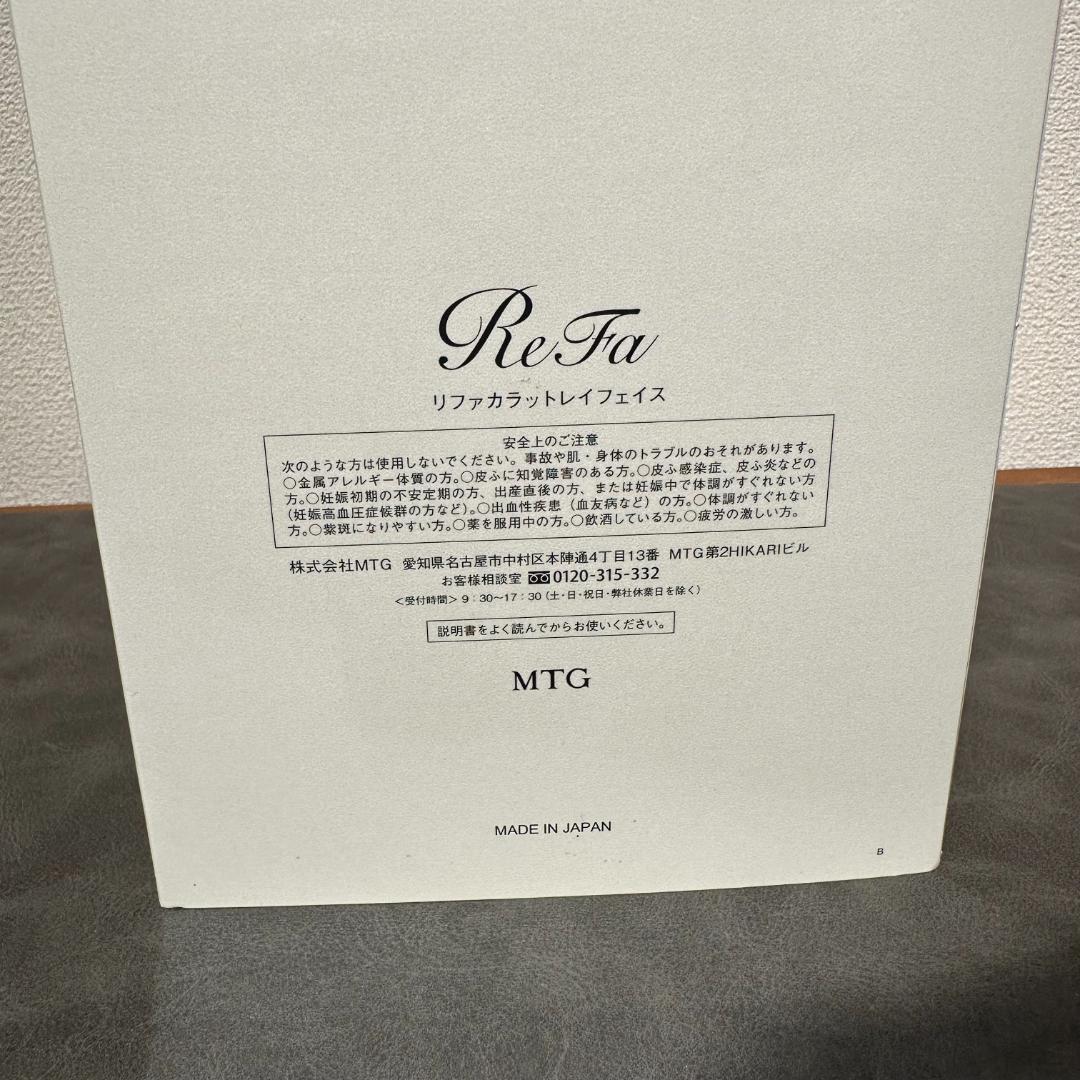 ReFa
リファカラットレイフェイス
安全上のご注意
次のような方は使用しないでください。事故や肌・身体のトラブルのおそれがあります。
○金属アレルギー体質の方。○皮ふに知覚障害のある方。○皮ふ感染症、皮ふ炎などの
方。○妊娠初期の不安定期の方、出産直後の方、または妊娠中で体調がすぐれない方
(妊娠高血圧症候群の方など)。○出血性疾患(血友病など)の方。○体調がすぐれない
方。○紫斑になりやすい方。○薬を服用中の方。○飲酒している方。○疲労の激しい方。
株式会社MTG 愛知県名古屋市中村区本陣通4丁目13番 MTG第2HIKARIビル
お客様相談室 0120-315-332
<受付時間>9:30〜17:30(土・日・祝日・弊社休業日を除く)
説明書をよく読んでからお使いください。
MTG
MADE IN JAPAN
B